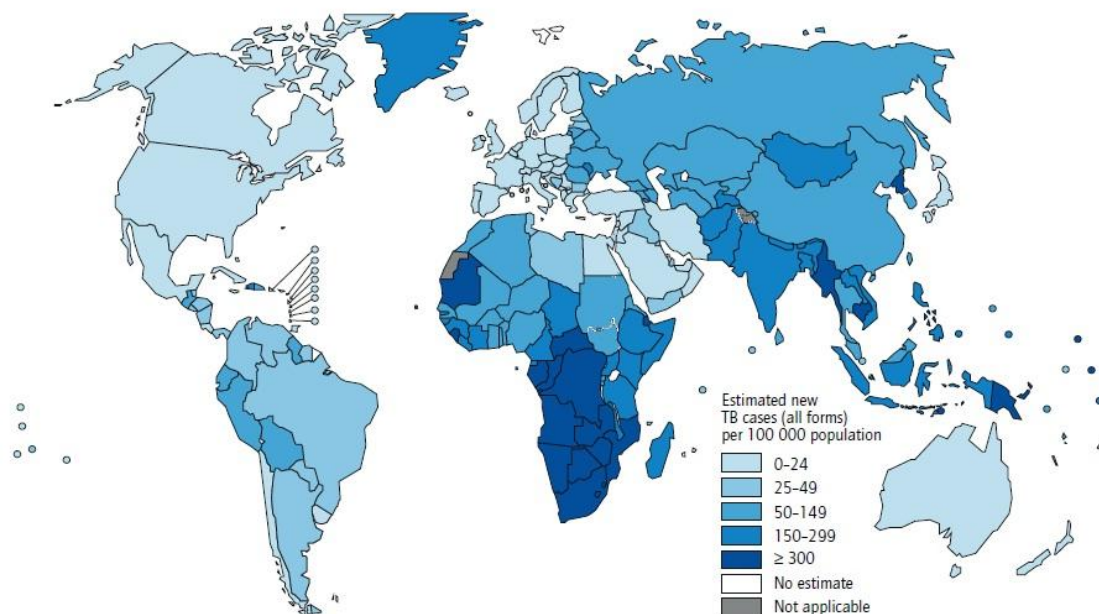 Estimated new
TB cases (all forms)
per 100 000 population
0–24
25–49
50–149
150–299
≥ 300
No estimate
Not applicable